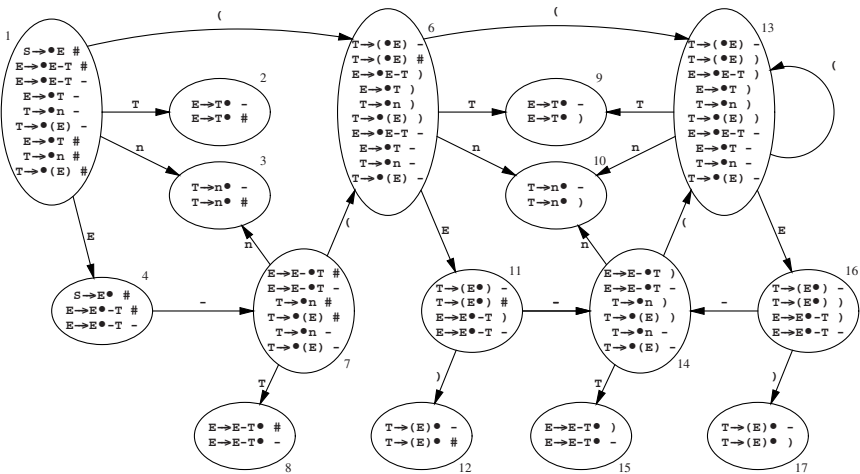 1
S→•E #
E→•E-T #
E→•E-T -
E→•T -
T→•n -
T→•(E) -
E→•T #
T→•n #
T→•(E) #
(
T
2
E→T• -
E→T• #
n
3
T→n• -
T→n• #
E
4
S→E• #
E→E•-T #
E→E•-T -
-
6
T→(•E) -
T→(•E) #
E→•E-T )
E→•T )
T→•n )
T→•(E) )
E→•E-T -
E→•T -
T→•n -
T→•(E) -
(
n
(
E→E-•T #
E→E-•T -
T→•n #
T→•(E) #
T→•n -
T→•(E) -
7
T
E→E-T• #
E→E-T• -
8
T
9
E→T• -
E→T• )
n
10
T→n• -
T→n• )
E
11
T→(E•) -
T→(E•) #
E→E•-T )
E→E•-T -
-
)
T→(E)• -
T→(E)• #
12
13
T→(•E) -
T→(•E) )
E→•E-T )
E→•T )
T→•n )
T→•(E) )
E→•E-T -
E→•T -
T→•n -
T→•(E) -
(
T
n
n
(
E→E-•T )
E→E-•T -
T→•n )
T→•(E) )
T→•n -
T→•(E) -
14
T
E→E-T• )
E→E-T• -
15
E
16
T→(E•) -
T→(E•) )
E→E•-T )
E→E•-T -
-
)
T→(E)• -
T→(E)• )
17